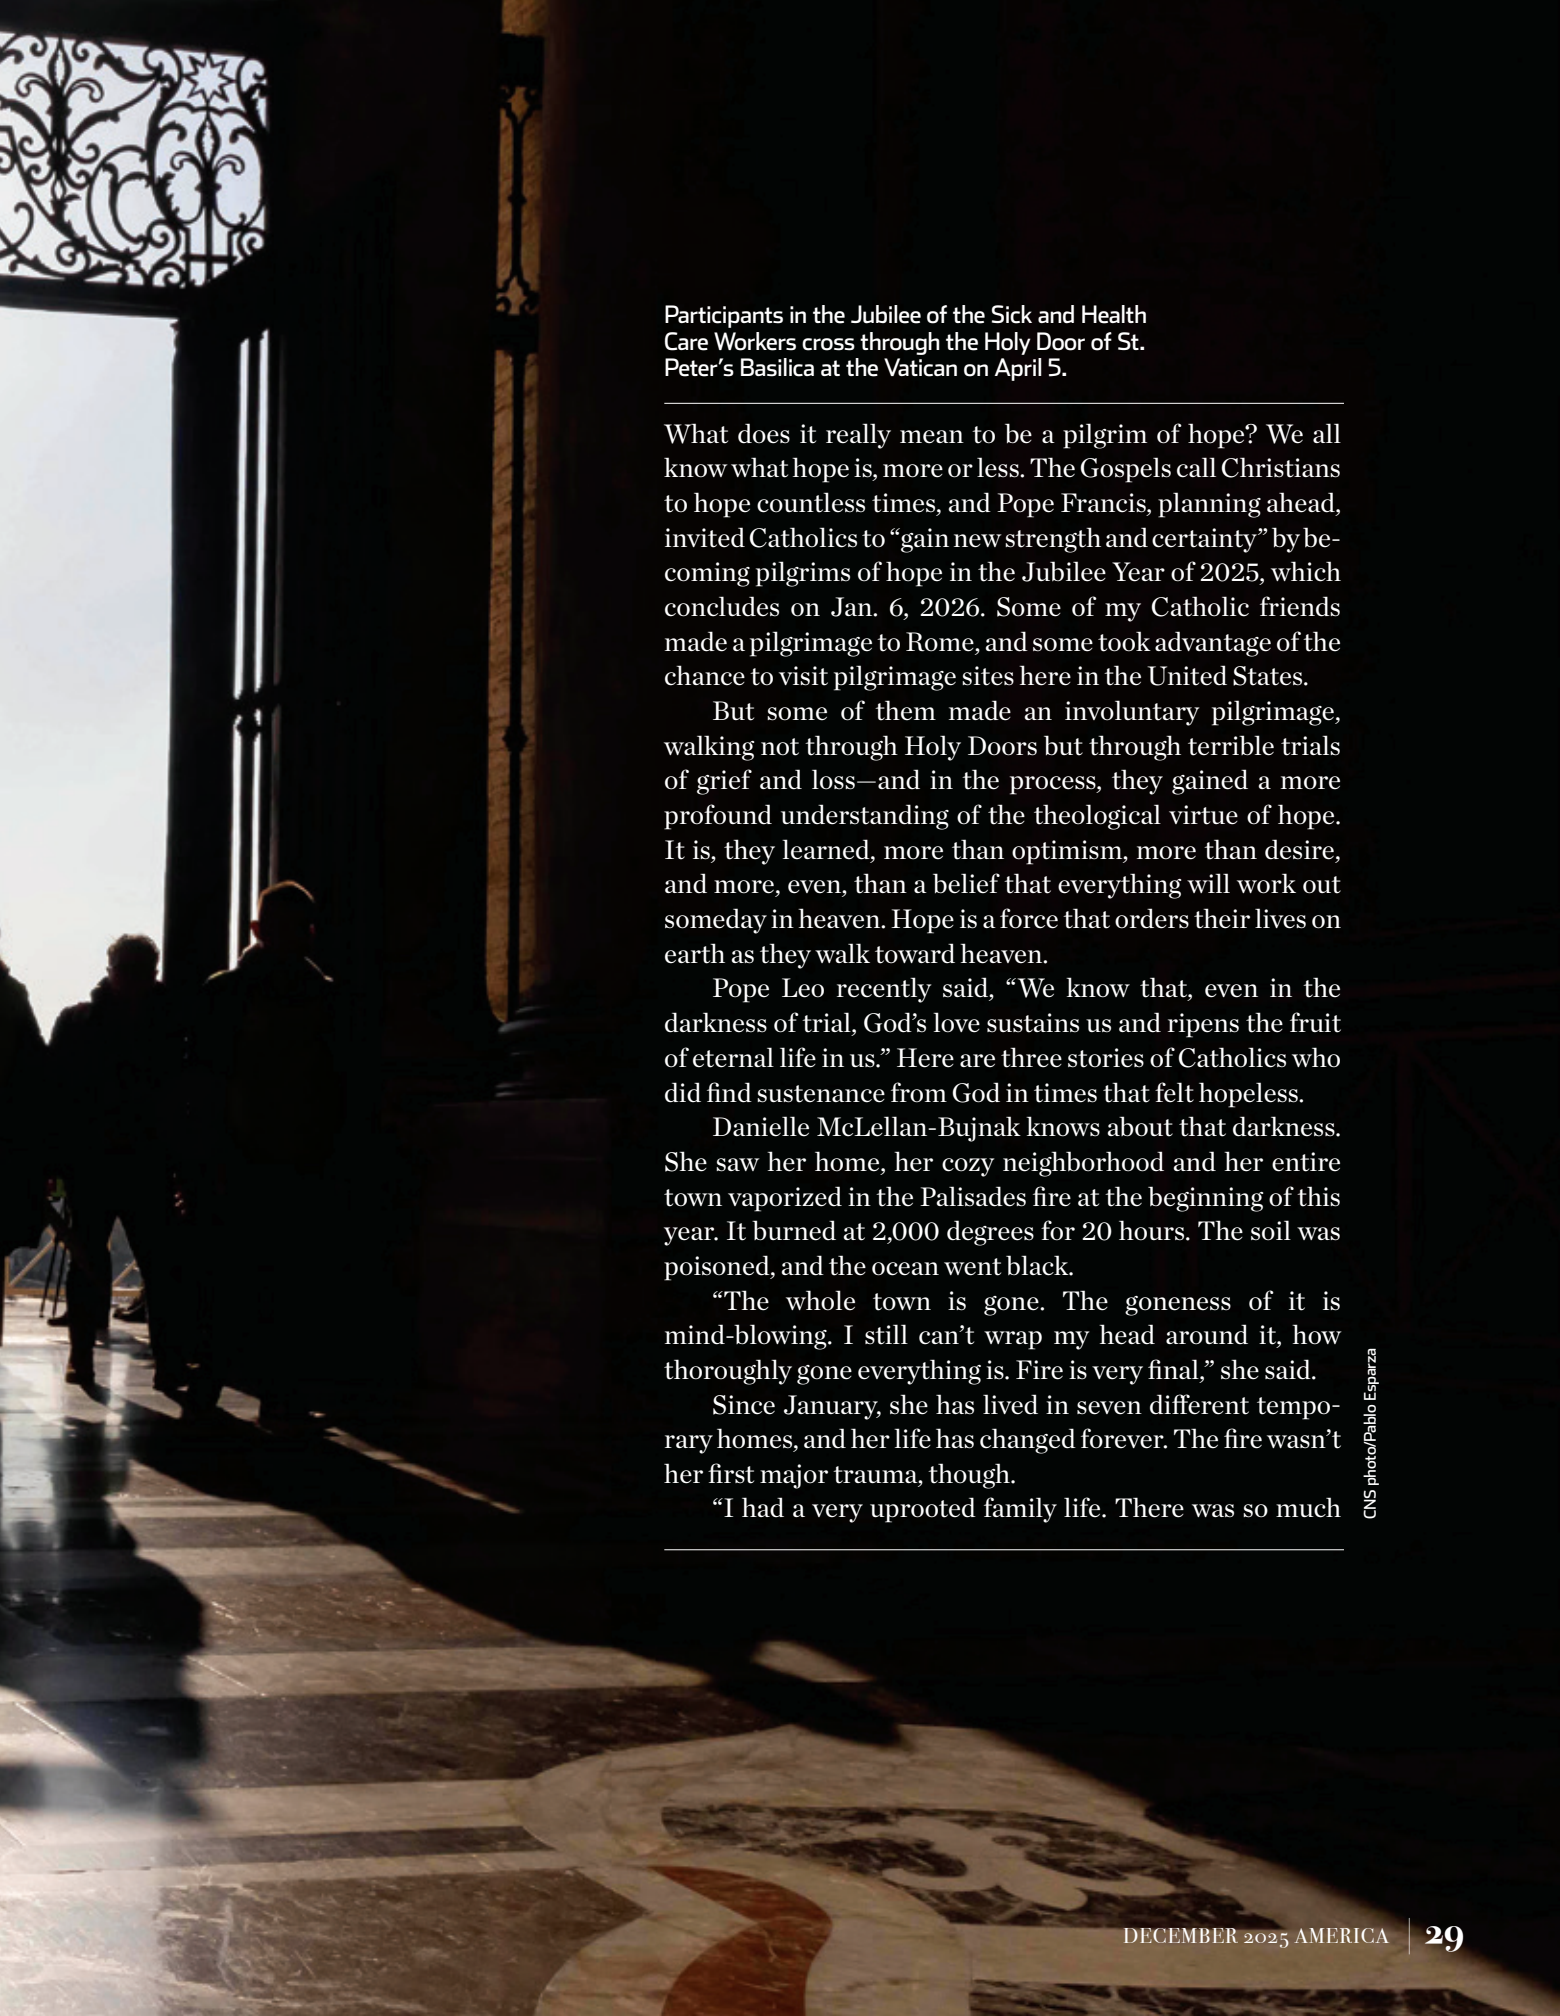 Participants in the Jubilee of the Sick and Health
Care Workers cross through the Holy Door of St.
Peter’s Basilica at the Vatican on April 5.
What does it really mean to be a pilgrim of hope? We all
know what hope is, more or less. The Gospels call Christians
to hope countless times, and Pope Francis, planning ahead,
invited Catholics to “gain new strength and certainty” by be-
coming pilgrims of hope in the Jubilee Year of 2025, which
concludes on Jan. 6, 2026. Some of my Catholic friends
made a pilgrimage to Rome, and some took advantage of the
chance to visit pilgrimage sites here in the United States.
But some of them made an involuntary pilgrimage,
walking not through Holy Doors but through terrible trials
of grief and loss—and in the process, they gained a more
profound understanding of the theological virtue of hope.
It is, they learned, more than optimism, more than desire,
and more, even, than a belief that everything will work out
someday in heaven. Hope is a force that orders their lives on
earth as they walk toward heaven.
Pope Leo recently said, “We know that, even in the
darkness of trial, God’s love sustains us and ripens the fruit
of eternal life in us.” Here are three stories of Catholics who
did find sustenance from God in times that felt hopeless.
Danielle McLellan-Bujnak knows about that darkness.
She saw her home, her cozy neighborhood and her entire
town vaporized in the Palisades fire at the beginning of this
year. It burned at 2,000 degrees for 20 hours. The soil was
poisoned, and the ocean went black.
“The whole town is gone. The goneness of it is
mind-blowing. I still can’t wrap my head around it, how
thoroughly gone everything is. Fire is very final,” she said.
Since January, she has lived in seven different tempo-
rary homes, and her life has changed forever. The fire wasn’t
her first major trauma, though.
“I had a very uprooted family life. There was so much
CNS photo/Pablo Esparza
DECEMBER 2025 AMERICA | 29